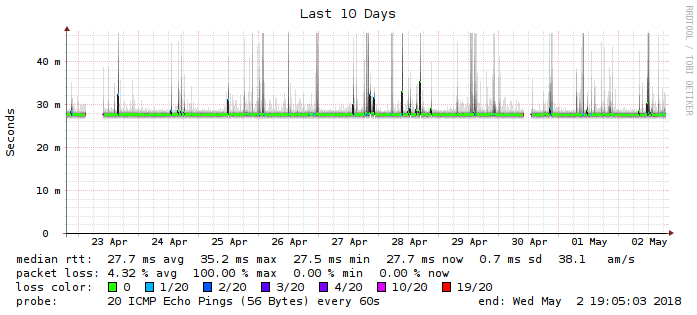 Last 10 Days
RRDTOOL / TOBI OETIKER
Seconds
40 m
30 m
20 m
10 m
0
23 Apr 24 Apr 25 Apr 26 Apr 27 Apr 28 Apr 29 Apr 30 Apr 01 May 02 May
median rtt: 27.7 ms avg 35.2 ms max 27.5 ms min 27.7 ms now 0.7 ms sd 38.1 am/s
packet loss: 4.32 % avg 100.00 % max 0.00 % min 0.00 % now
loss color: 0 1/20 2/20 3/20 4/20 10/20 19/20
probe: 20 ICMP Echo Pings (56 Bytes) every 60s end: Wed May 2 19:05:03 2018